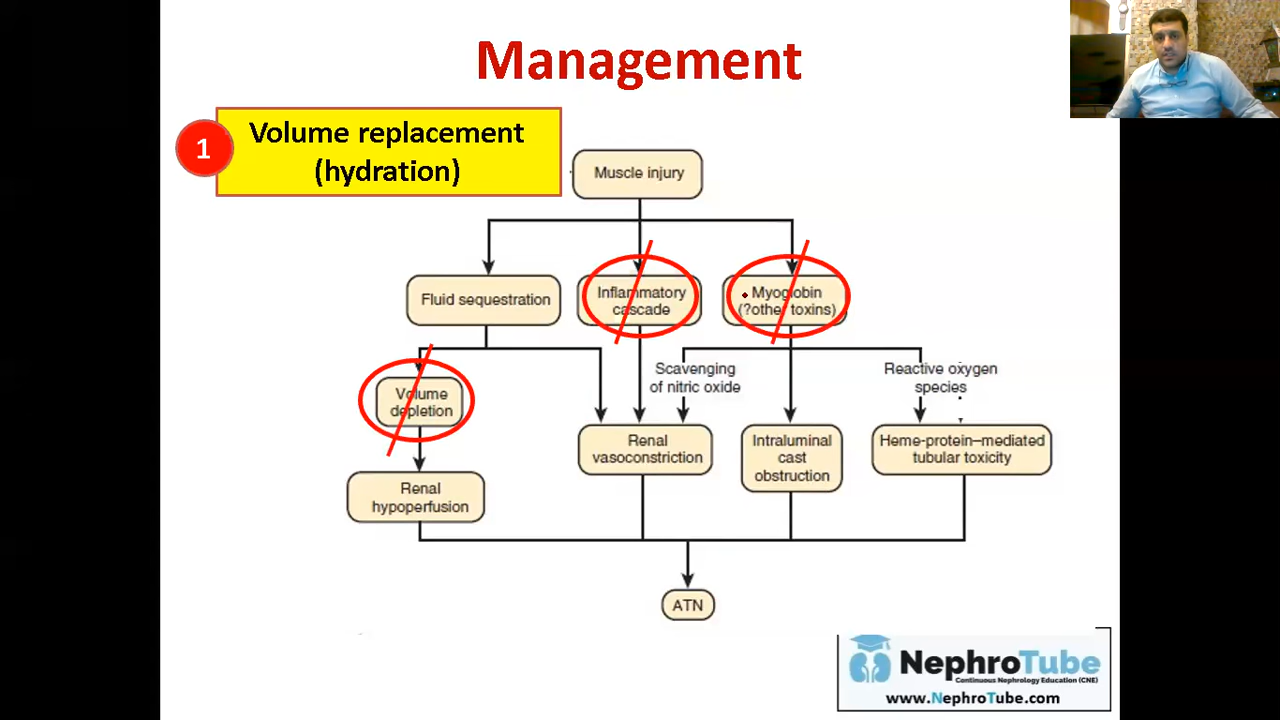 Management
1
Volume replacement
(hydration)
Muscle injury
Fluid sequestration
Inflammatory
cascade
Myoglobin
(?other toxins)
Scavenging
of nitric oxide
Reactive oxygen
species
Volume
depletion
Renal
vasoconstriction
Intraluminal
cast
obstruction
Heme-protein–mediated
tubular toxicity
Renal
hypoperfusion
ATN
NephroTube
Continuous Nephrology Education (CNE)
www.NephroTube.com